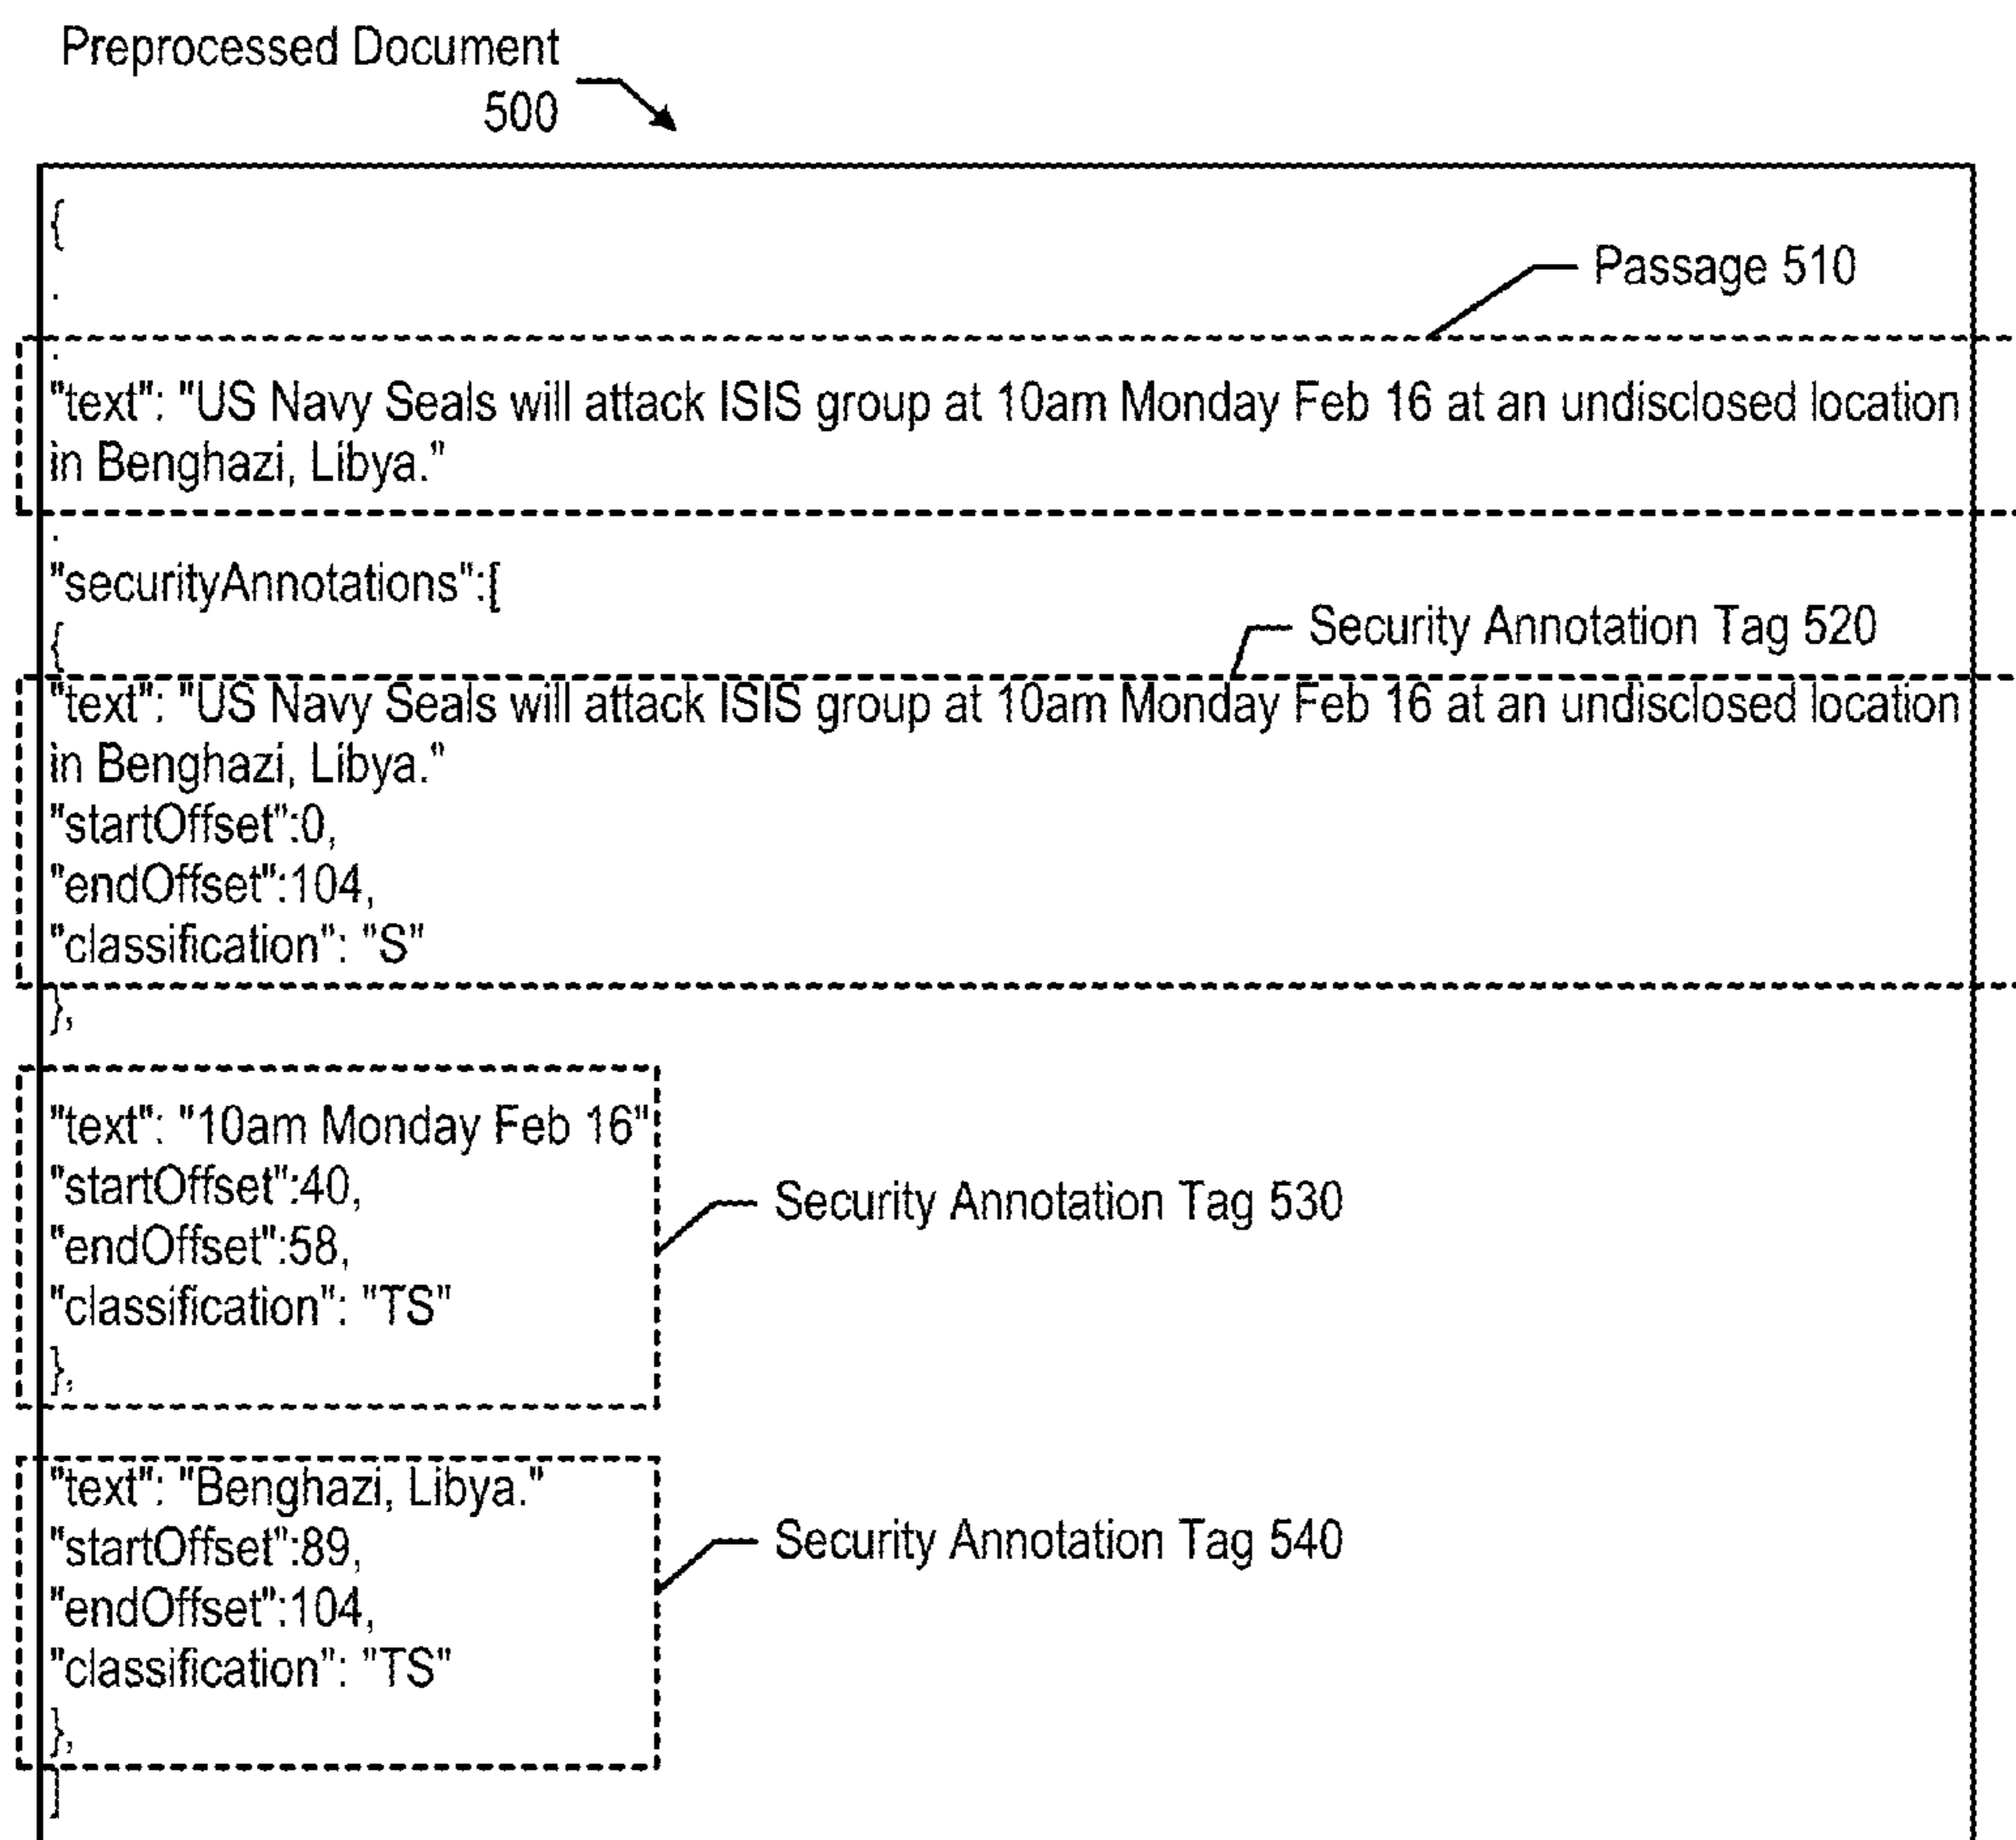 Preprocessed Document
500
{
.
Passage 510
.
"text": "US Navy Seals will attack ISIS group at 10am Monday Feb 16 at an undisclosed location
in Benghazi, Libya."
.
"securityAnnotations":[
{
Security Annotation Tag 520
"text": "US Navy Seals will attack ISIS group at 10am Monday Feb 16 at an undisclosed location
in Benghazi, Libya."
"startOffset":0,
"endOffset":104,
"classification": "S"
},
"text": "10am Monday Feb 16"
"startOffset":40,
"endOffset":58,
"classification": "TS"
},
Security Annotation Tag 530
"text": "Benghazi, Libya."
"startOffset":89,
"endOffset":104,
"classification": "TS"
},
Security Annotation Tag 540
]